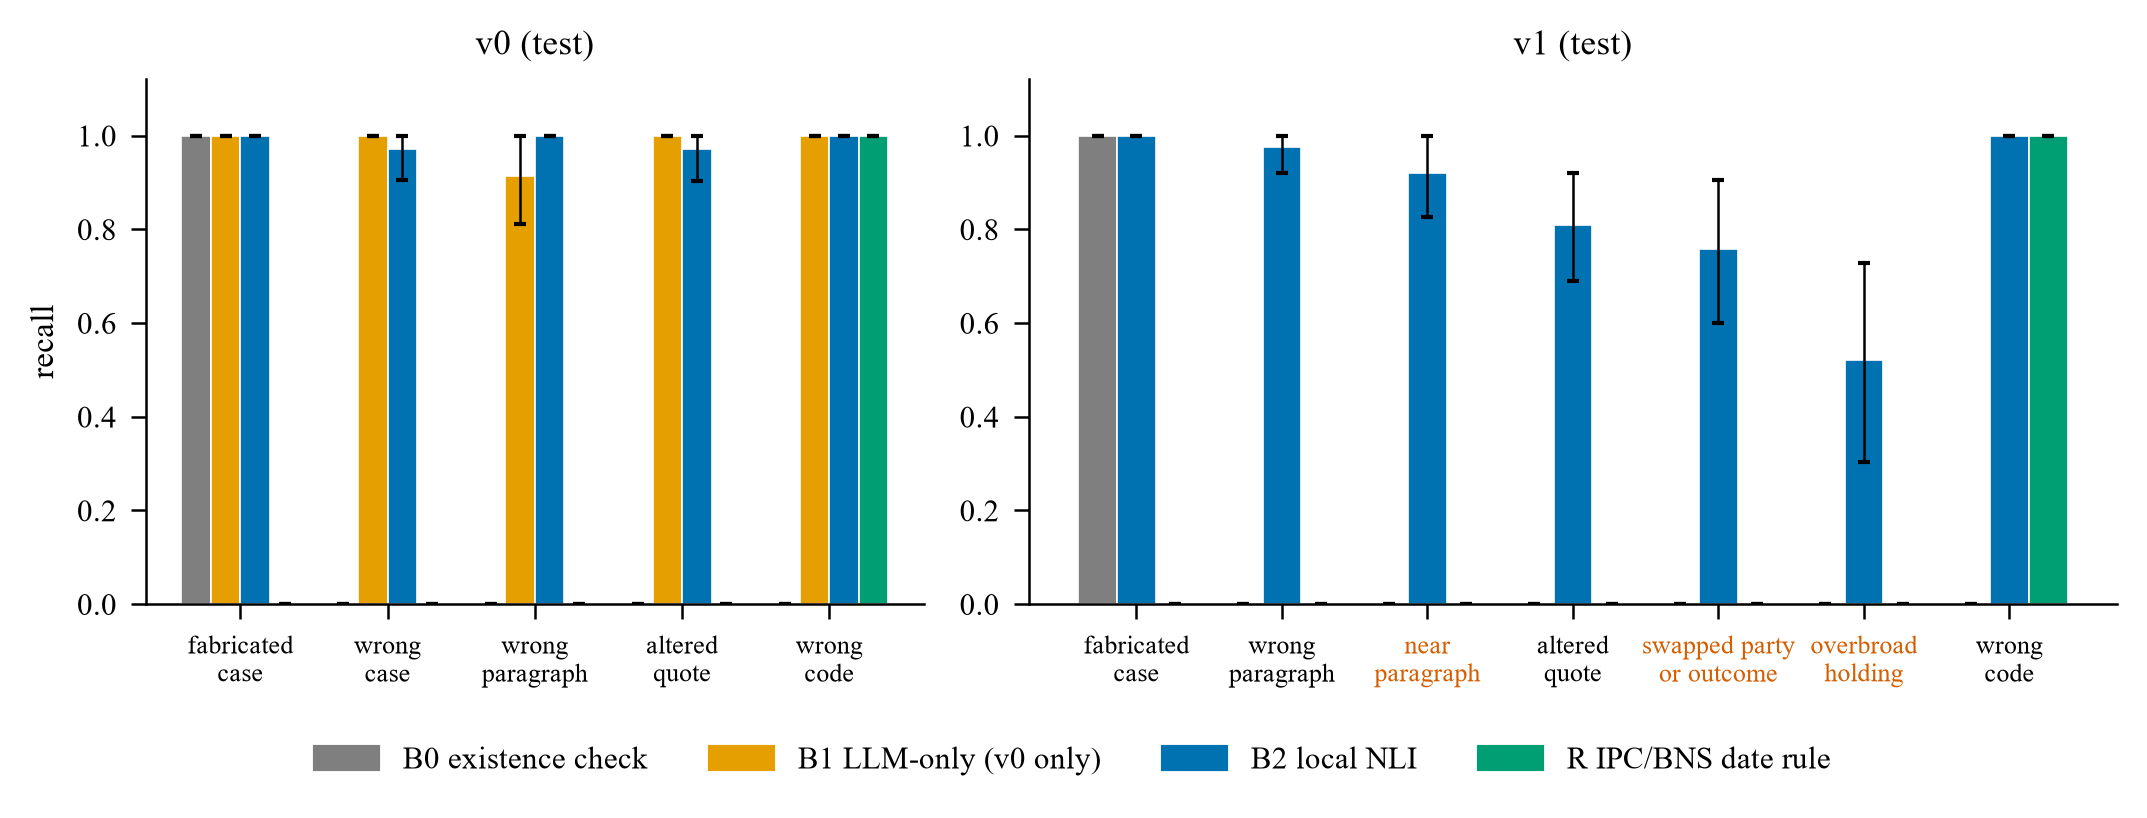 v0 (test)
v1 (test)
recall
1.0
0.8
0.6
0.4
0.2
0.0
1.0
0.8
0.6
0.4
0.2
0.0
fabricated
case
wrong
case
wrong
paragraph
altered
quote
wrong
code
fabricated
case
wrong
paragraph
near
paragraph
altered
quote
swapped party
or outcome
overbroad
holding
wrong
code
B0 existence check
B1 LLM-only (v0 only)
B2 local NLI
R IPC/BNS date rule